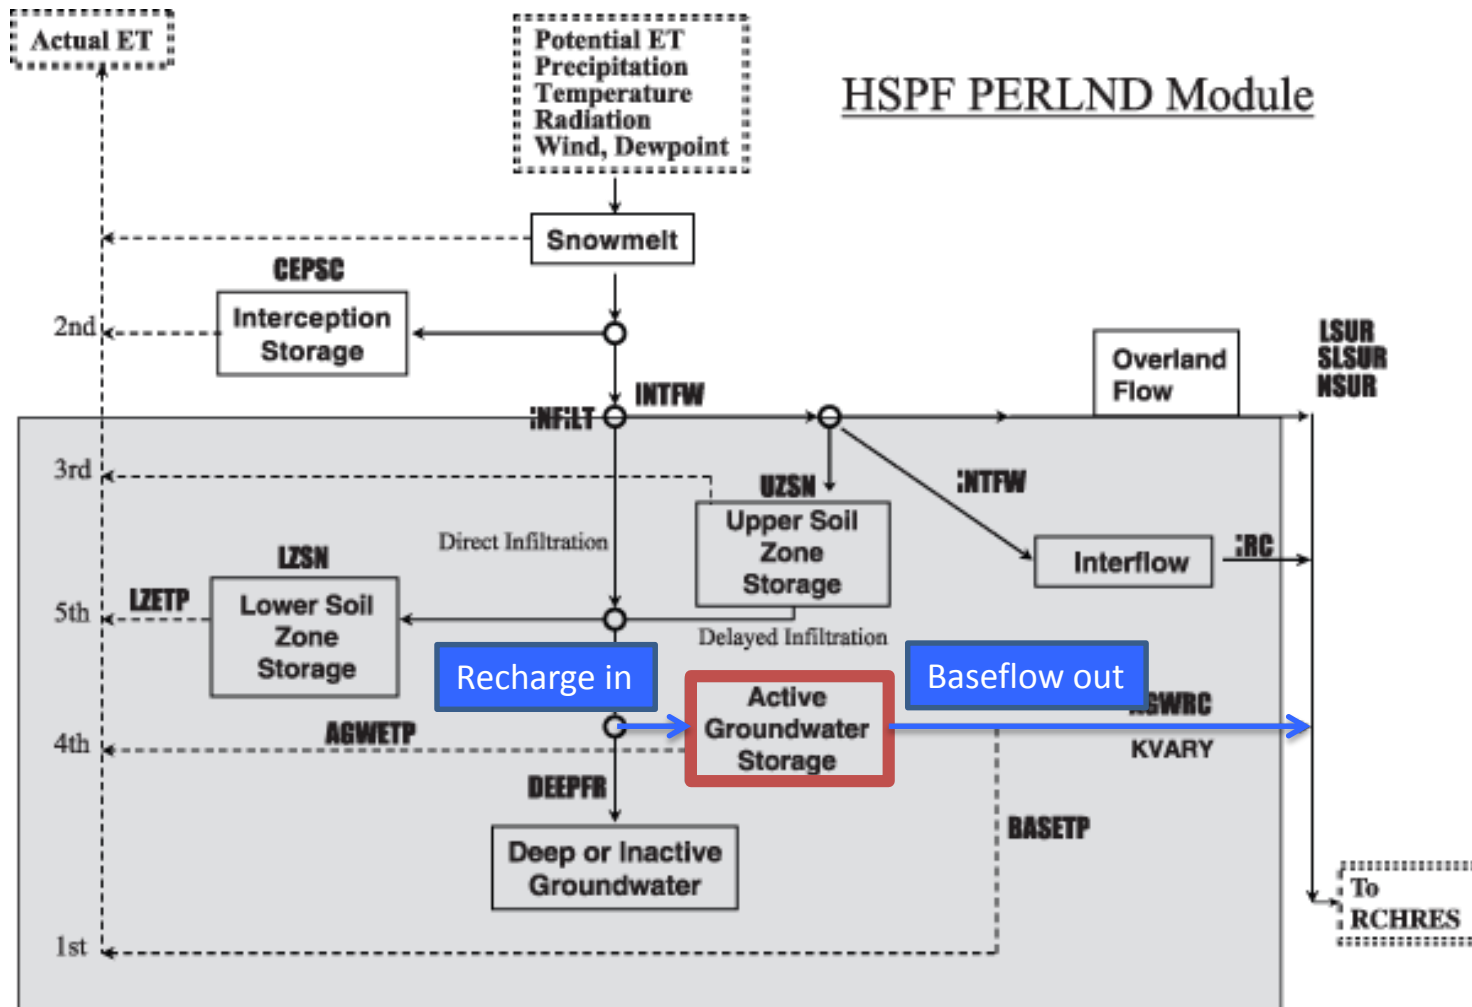 Actual ET
Potential ET
Precipitation
Temperature
Radiation
Wind, Dewpoint
HSPF PERLND Module
Snowmelt
CEPSC
2nd
Interception
Storage
Overland
Flow
LSUR
SLSUR
NSUR
INTFW
INFILT
3rd
UZSN
INTFW
Upper Soil
Zone
Storage
Direct Infiltration
IRC
Interflow
LZSN
LZETP
5th
Lower Soil
Zone
Storage
Delayed Infiltration
Recharge in
Baseflow out
Active
Groundwater
Storage
AGWRC
KVARY
AGWETP
4th
DEEPFR
BASETP
Deep or Inactive
Groundwater
To
RCHRES
1st